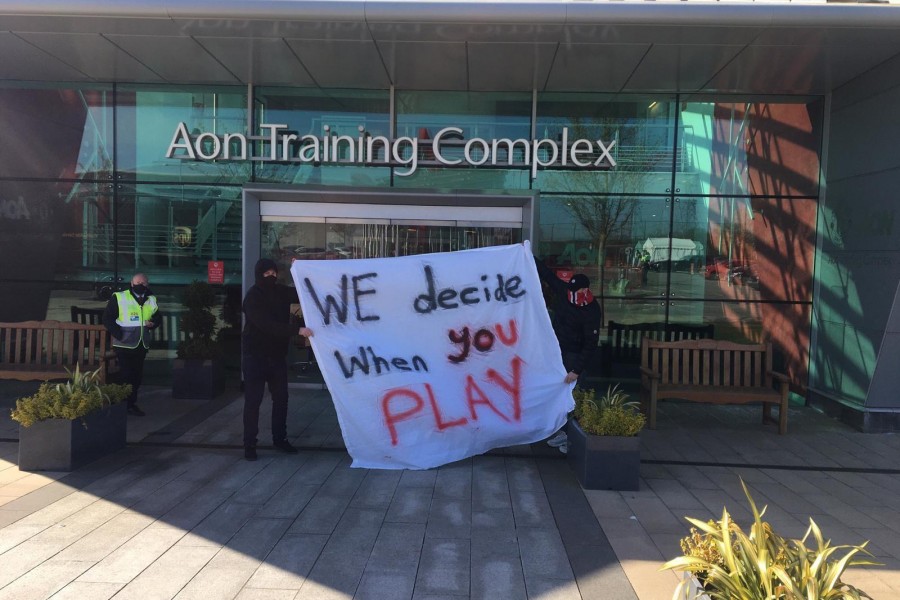 Aon Training Complex
WE decide
When you
PLAY